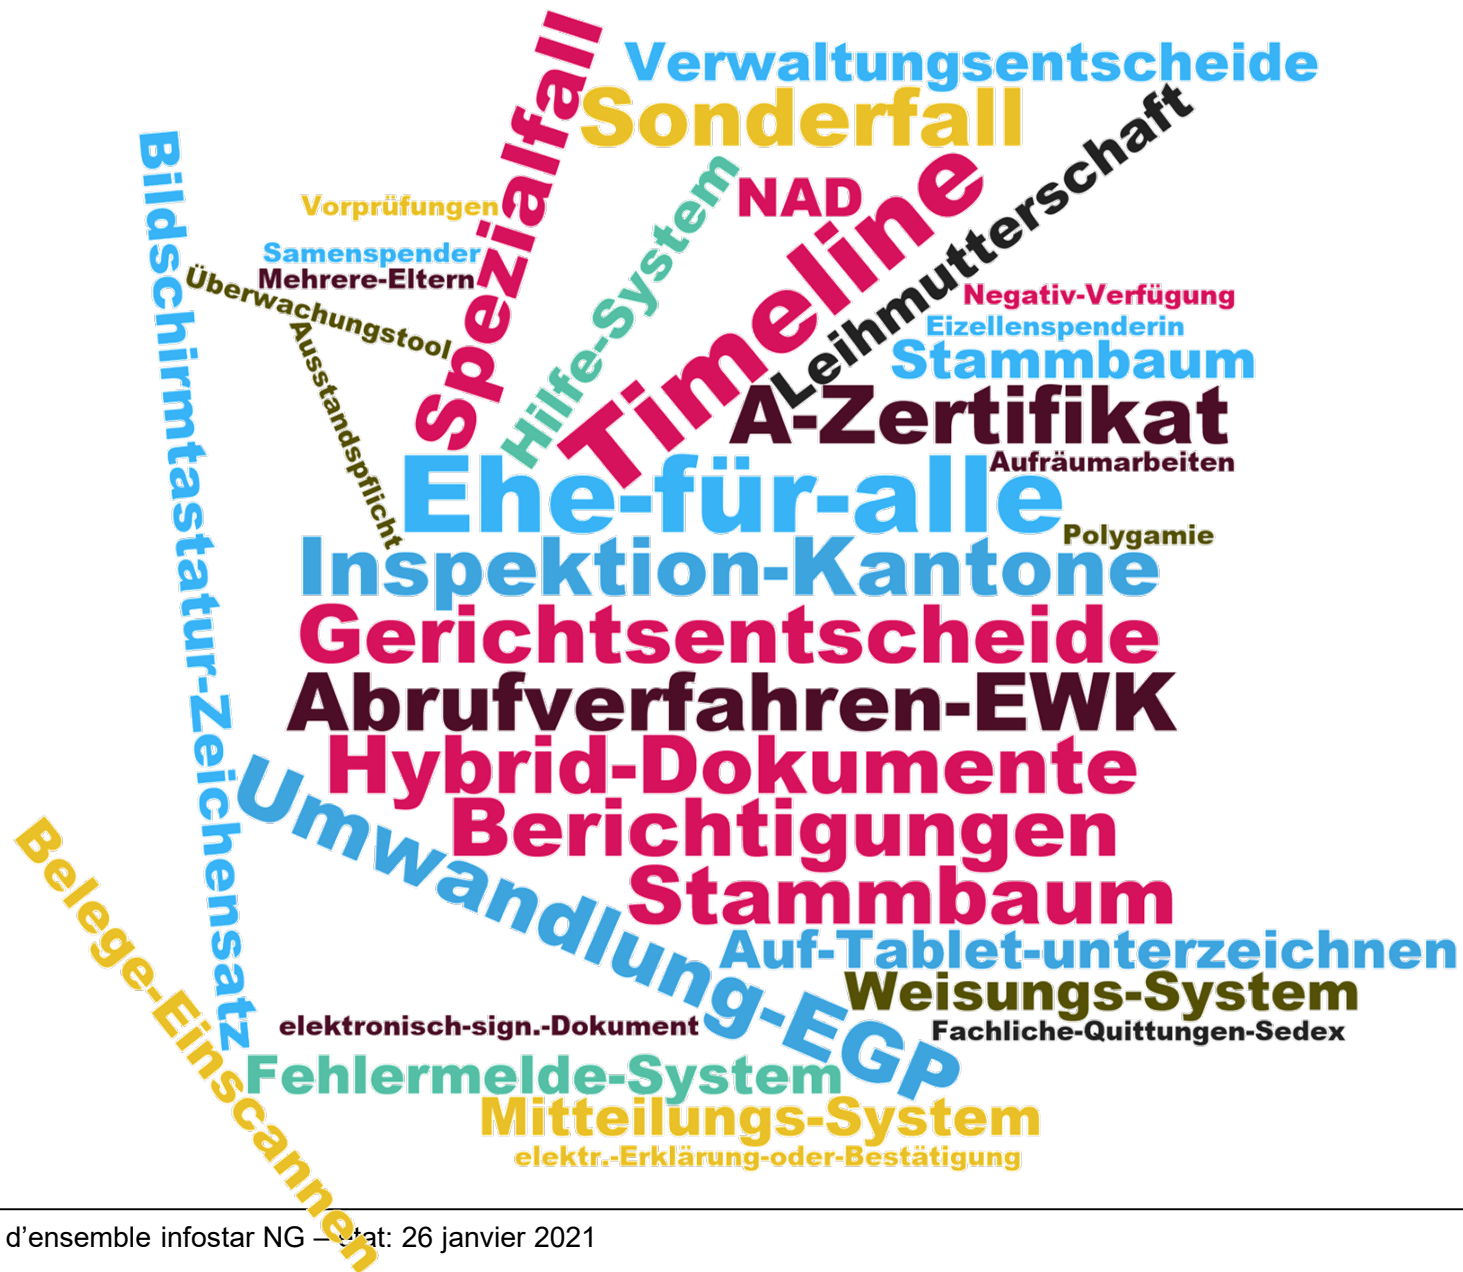 Verwaltungsentscheide
Spezialfall
Sonderfall
Leihmutterschaft
Bildschirmtastatur-Zeichensatz
Hilfe-System
Timeline
NAD
Vorprüfungen
Samenspender
Mehrere-Eltern
Überwachungstool
Negativ-Verfügung
Ausstandspflicht
Eizellenspenderin
Stammbaum
A-Zertifikat
Aufräumarbeiten
Ehe-für-alle
Polygamie
Inspektion-Kantone
Gerichtsentscheide
Abrufverfahren-EWK
Hybrid-Dokumente
Umwandlung-EGP
Berichtigungen
Belege-Einscannen
Stammbaum
Auf-Tablet-unterzeichnen
Weisungs-System
elektronisch-sign.-Dokument
Fachliche-Quittungen-Sedex
Fehlermelde-System
Mitteilungs-System
elektr.-Erklärung-oder-Bestätigung
d’ensemble infostar NG – état: 26 janvier 2021